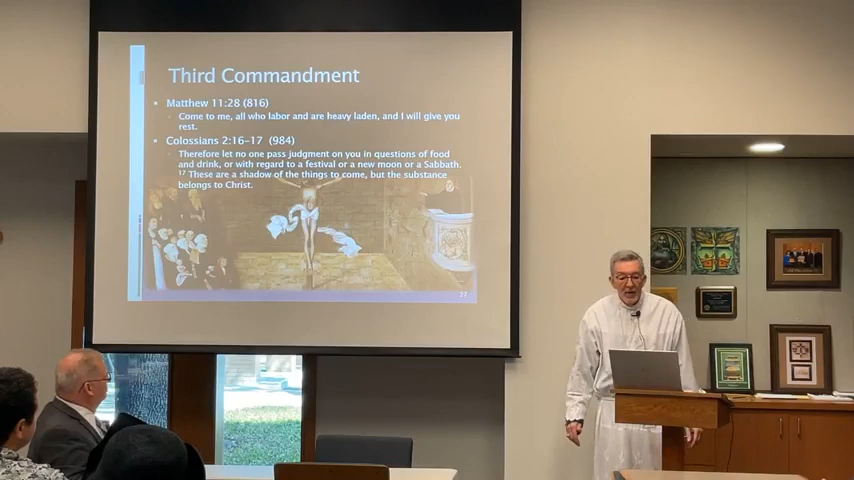 Third Commandment
▪ Matthew 11:28 (816)
Come to me, all who labor and are heavy laden, and I will give you
rest.
▪ Colossians 2:16-17 (984)
Therefore let no one pass judgment on you in questions of food
and drink, or with regard to a festival or a new moon or a Sabbath.
17 These are a shadow of the things to come, but the substance
belongs to Christ.
27